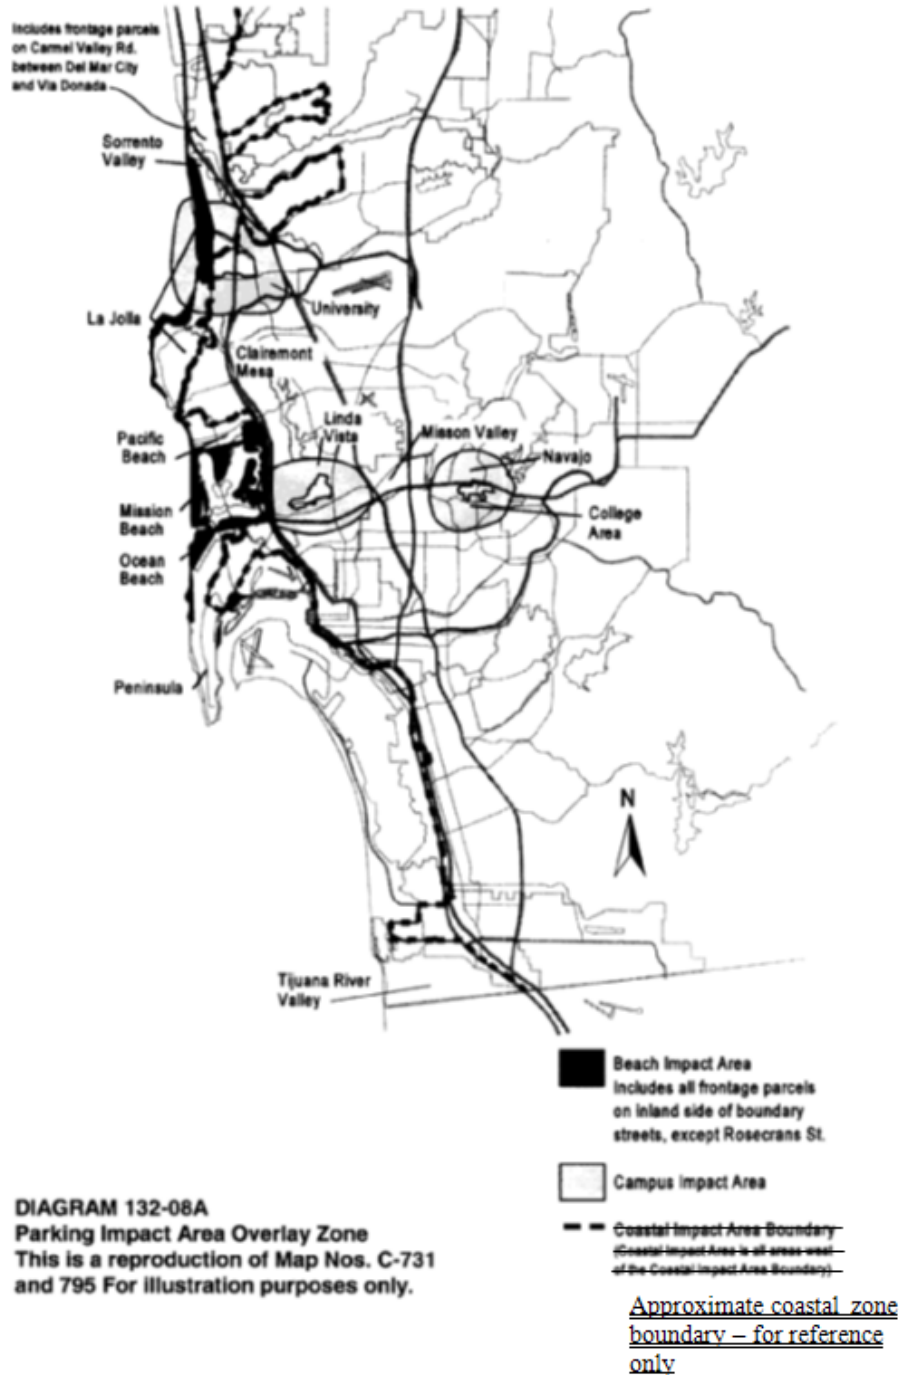 Includes frontage parcels
on Carmel Valley Rd.
between Del Mar City
and Via Donada
Sorrento
Valley
La Jolla
University
Clairemont
Mesa
Linda
Vista
Misson Valley
Pacific
Beach
Navajo
Mission
Beach
College
Area
Ocean
Beach
Peninsula
N
Tijuana River
Valley
Beach Impact Area
Includes all frontage parcels
on inland side of boundary
streets, except Rosecrans St.
Campus Impact Area
Coastal Impact Area Boundary
(Coastal Impact Area is all areas west
of the Coastal Impact Area Boundary)
Approximate coastal zone
boundary – for reference
only
DIAGRAM 132-08A
Parking Impact Area Overlay Zone
This is a reproduction of Map Nos. C-731
and 795 For illustration purposes only.